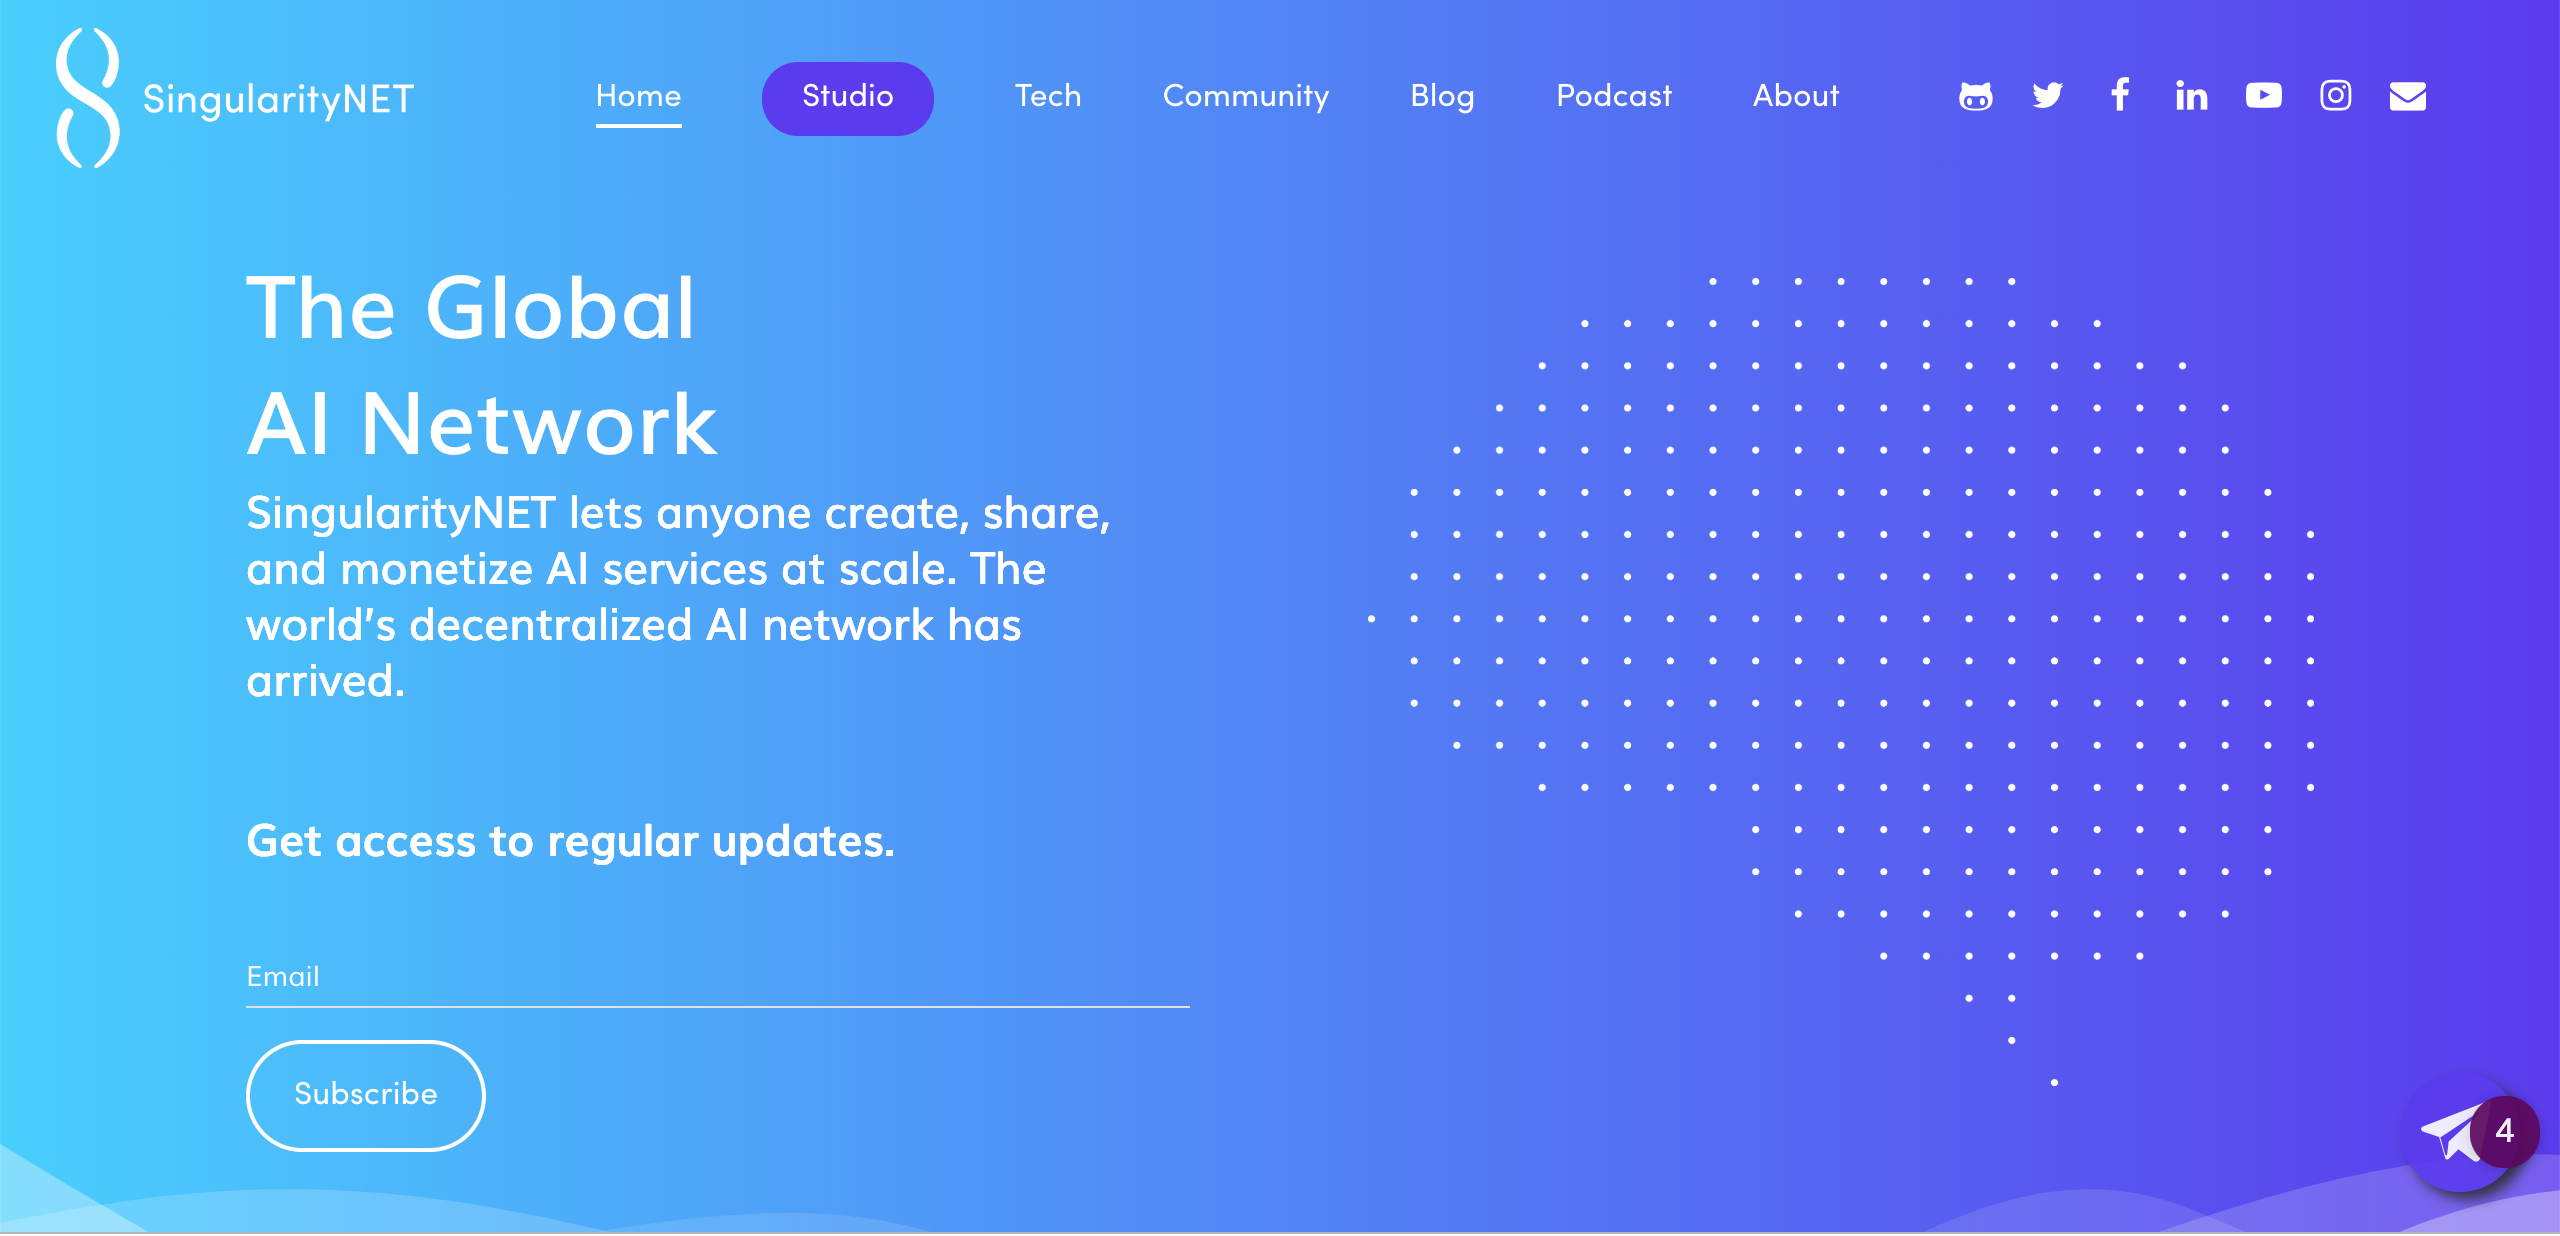 SingularityNET
Home Studio Tech Community Blog Podcast About
The Global
AI Network
SingularityNET lets anyone create, share,
and monetize AI services at scale. The
world’s decentralized AI network has
arrived.
Get access to regular updates.
Email
Subscribe
4